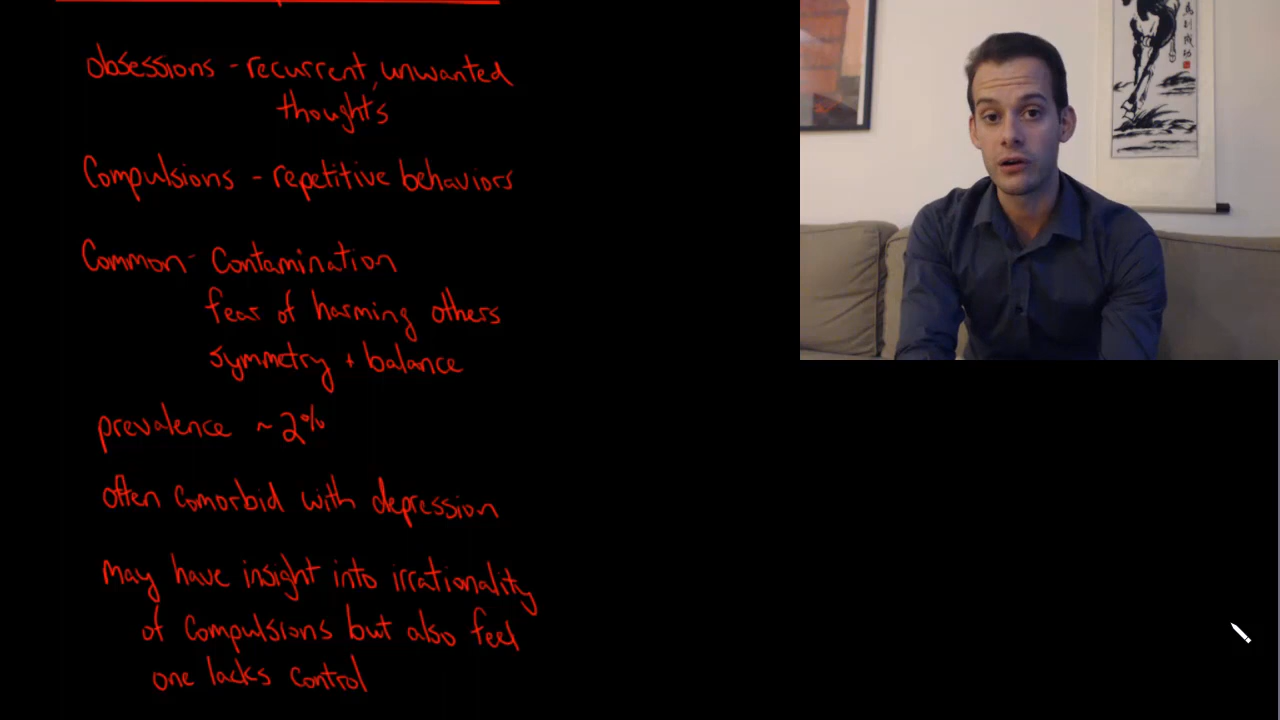 obsessions - recurrent, unwanted
thoughts
Compulsions - repetitive behaviors
Common - Contamination
fear of harming others
symmetry + balance
prevalence ~ 2%
often comorbid with depression
may have insight into irrationality
of compulsions but also feel
one lacks control